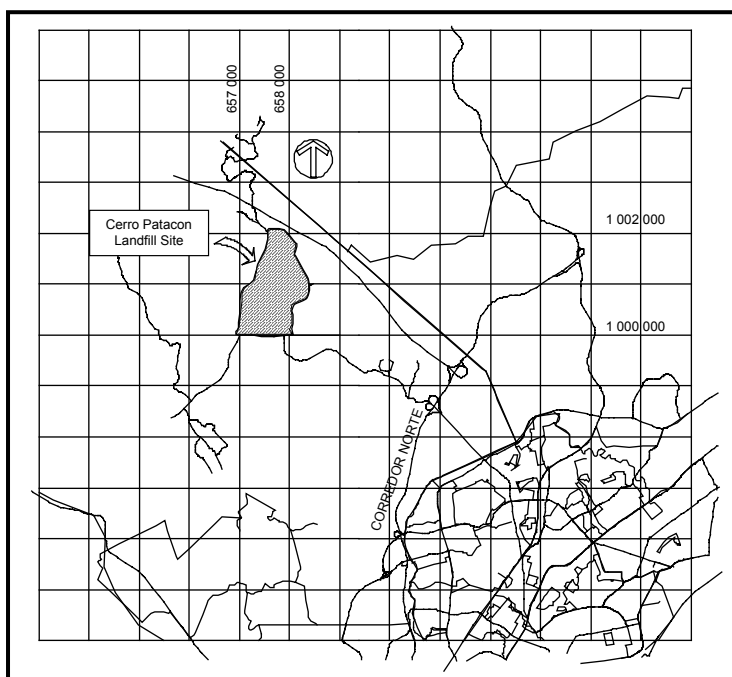 657 000
658 000
Cerro Patacon
Landfill Site
1 002 000
1 000 000
CORREDOR NORTE